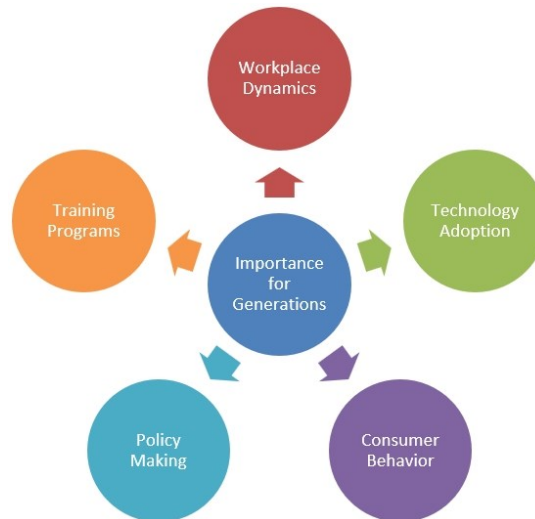 Workplace
Dynamics
Training
Programs
Technology
Adoption
Importance
for
Generations
Policy
Making
Consumer
Behavior